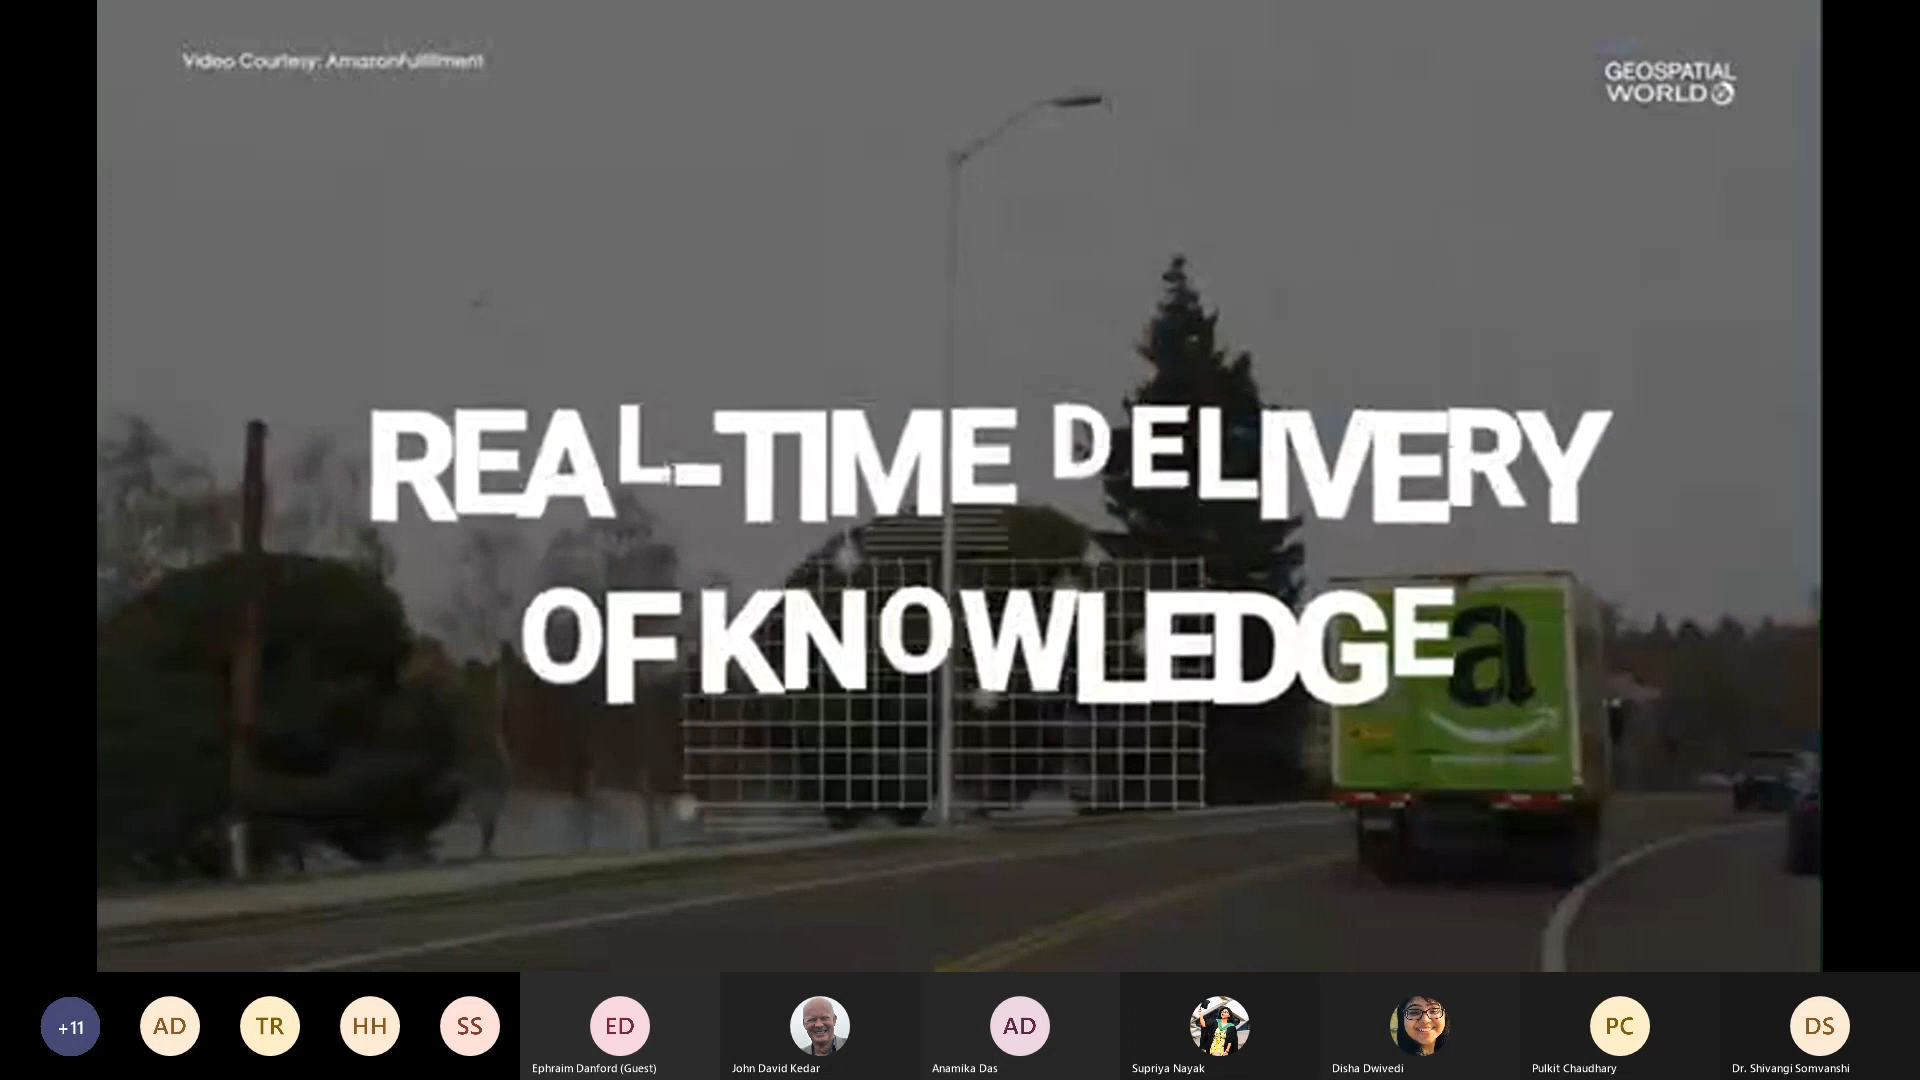 Video Courtesy: AmazonFulfillment
GEOSPATIAL
WORLD
REAL-TIME DELIVERY
OF KNOWLEDGE
a
+11
AD
TR
HH
SS
ED
AD
PC
DS
Ephraim Danford (Guest)
John David Kedar
Anamika Das
Supriya Nayak
Disha Dwivedi
Pulkit Chaudhary
Dr. Shivangi Somvanshi